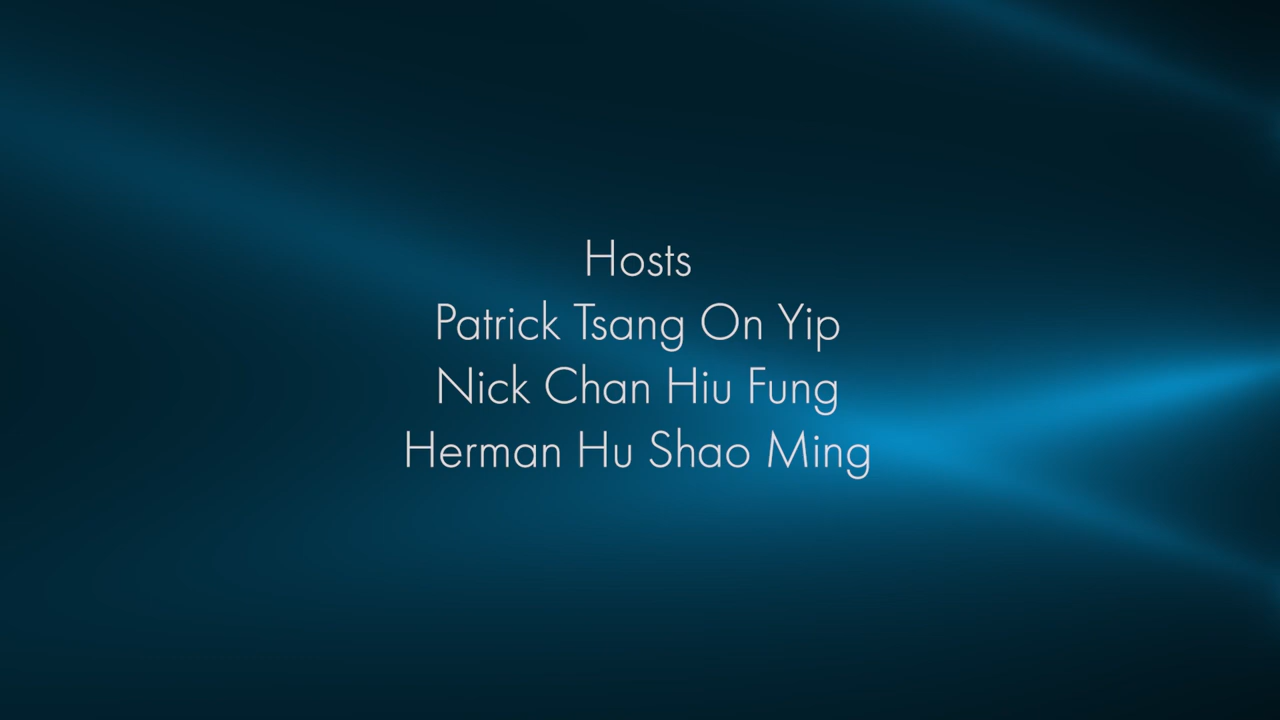 Hosts
Patrick Tsang On Yip
Nick Chan Hiu Fung
Herman Hu Shao Ming